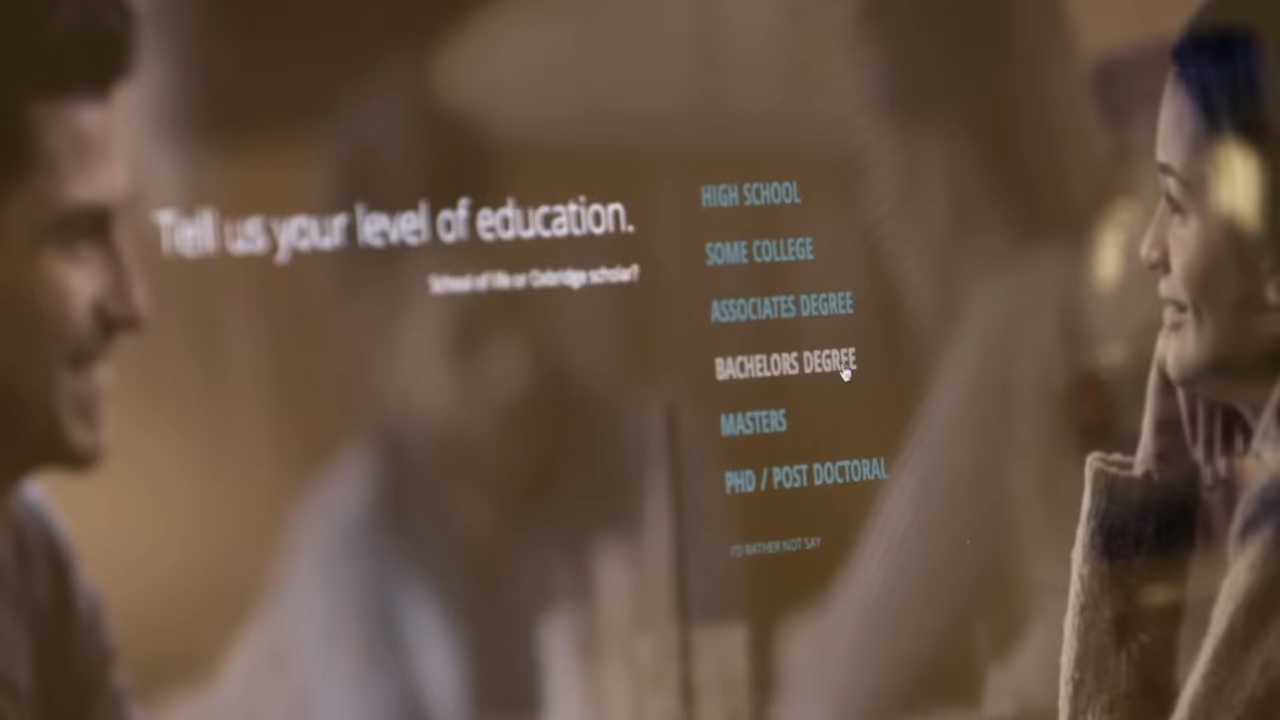 Tell us your level of education.
School of life or Oxbridge scholar?
HIGH SCHOOL
SOME COLLEGE
ASSOCIATES DEGREE
BACHELORS DEGREE
MASTERS
PHD / POST DOCTORAL
I'D RATHER NOT SAY